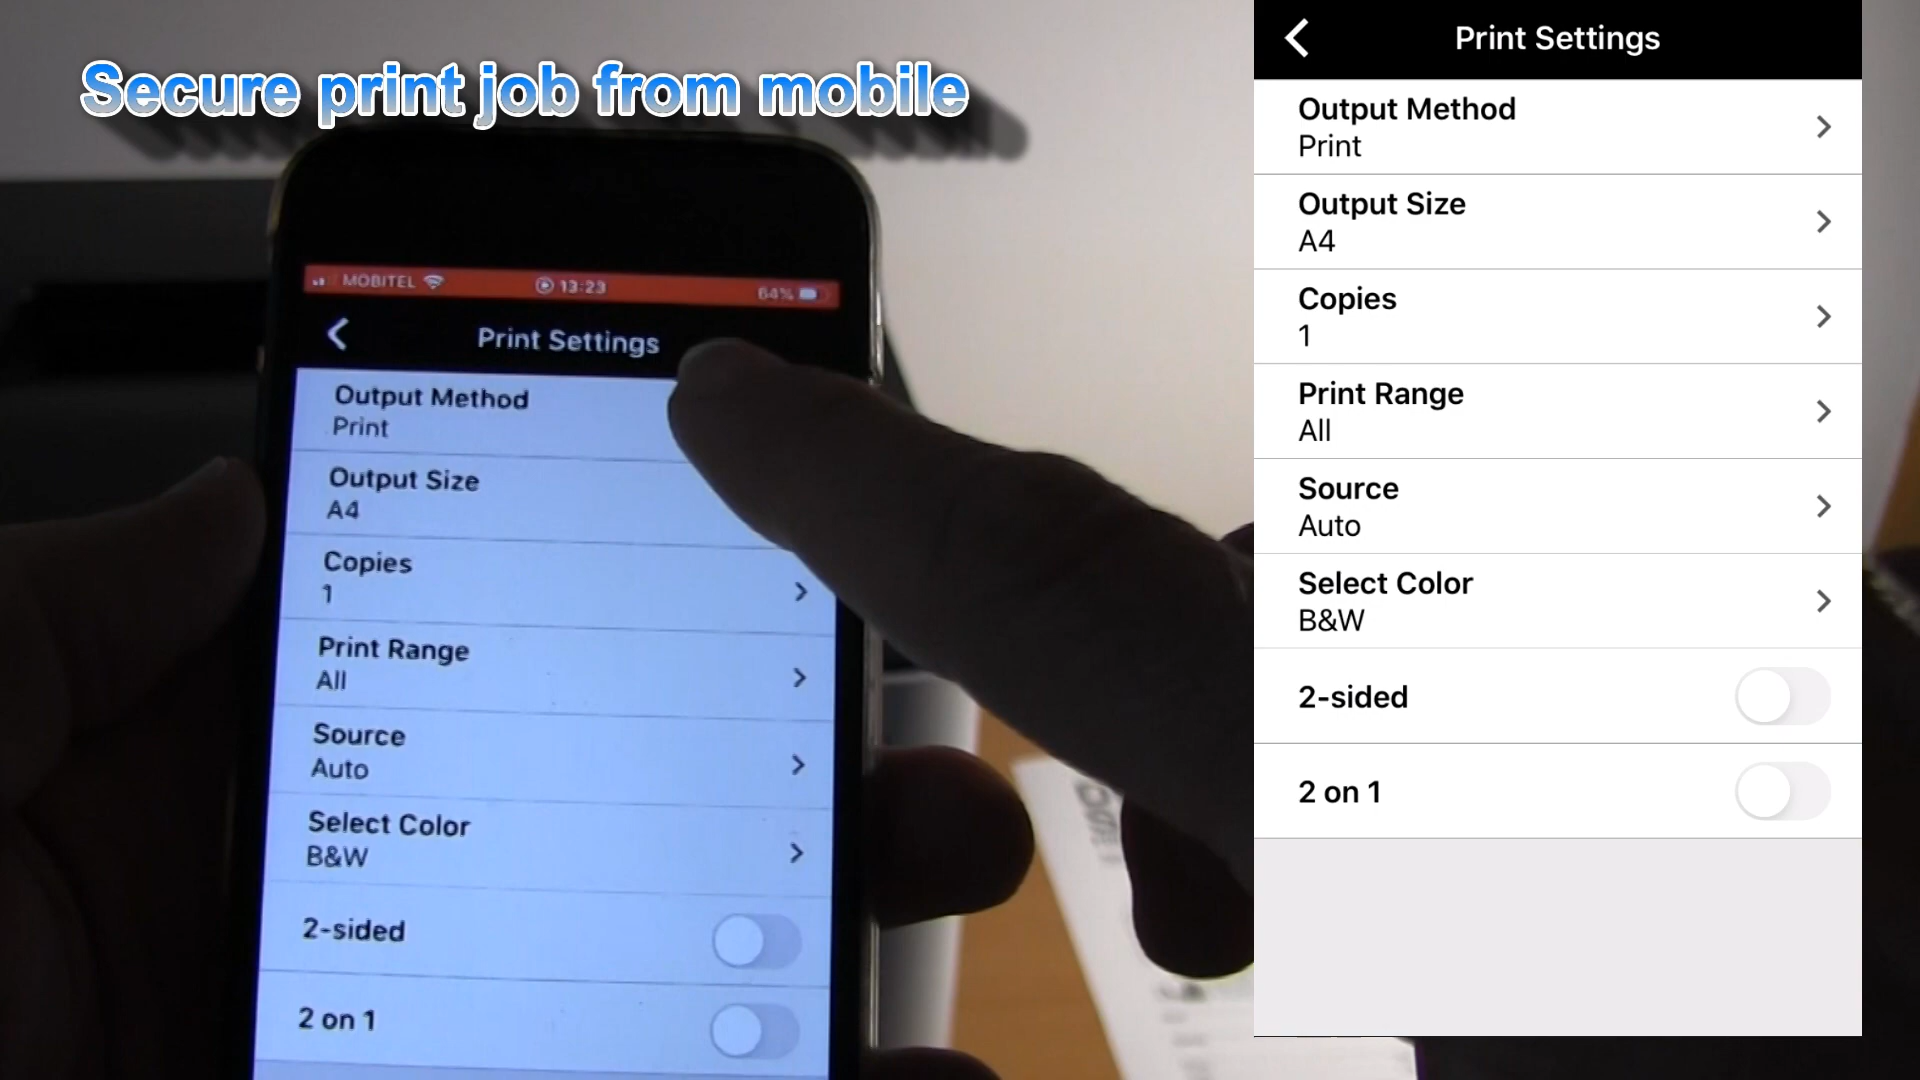 Secure print job from mobile
MOBITEL
13:23
64%
Print Settings
Output Method
Print
Output Size
A4
Copies
1
Print Range
All
Source
Auto
Select Color
B&W
2-sided
2 on 1
Print Settings
Output Method
Print
Output Size
A4
Copies
1
Print Range
All
Source
Auto
Select Color
B&W
2-sided
2 on 1